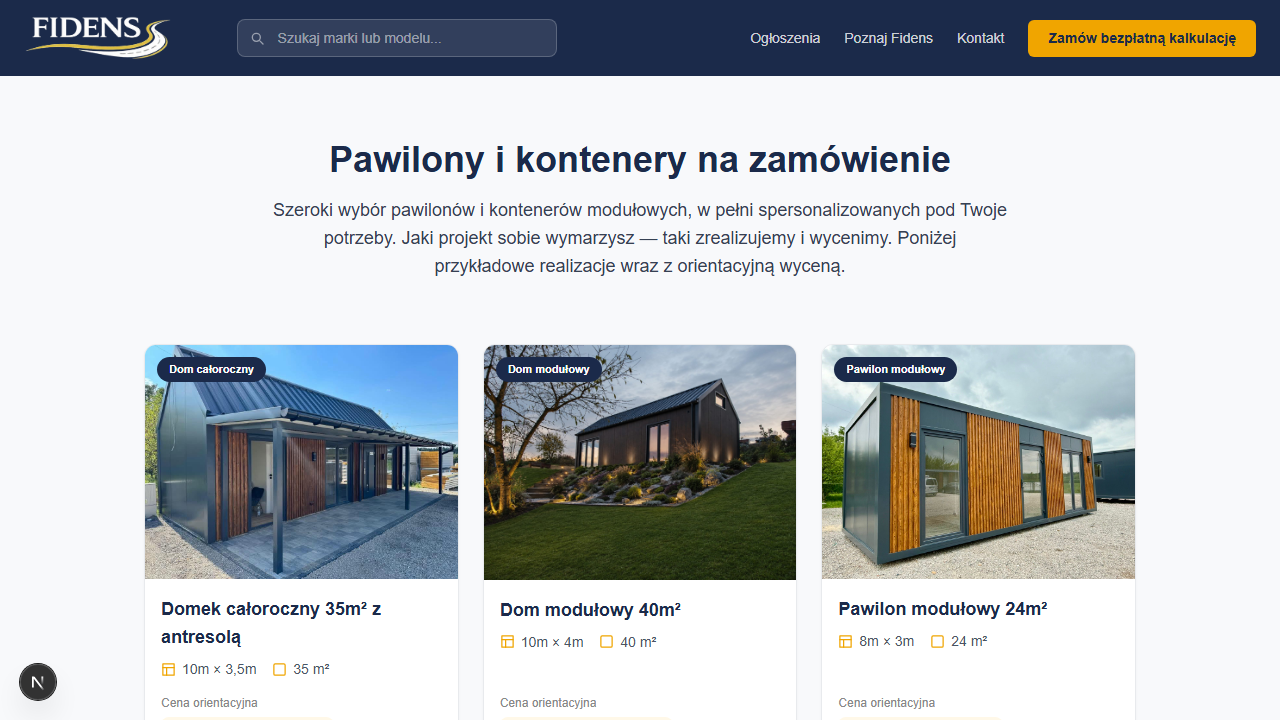 FIDENS
Szukaj marki lub modelu...
Ogłoszenia
Poznaj Fidens
Kontakt
Zamów bezpłatną kalkulację
Pawilony i kontenery na zamówienie
Szeroki wybór pawilonów i kontenerów modułowych, w pełni spersonalizowanych pod Twoje
potrzeby. Jaki projekt sobie wymarzysz — taki zrealizujemy i wycenimy. Poniżej
przykładowe realizacje wraz z orientacyjną wyceną.
Dom całoroczny
Dom modułowy
Pawilon modułowy
Domek całoroczny 35m² z
antresolą
10m × 3,5m
35 m²
Cena orientacyjna
Dom modułowy 40m²
10m × 4m
40 m²
Cena orientacyjna
Pawilon modułowy 24m²
8m × 3m
24 m²
Cena orientacyjna
N